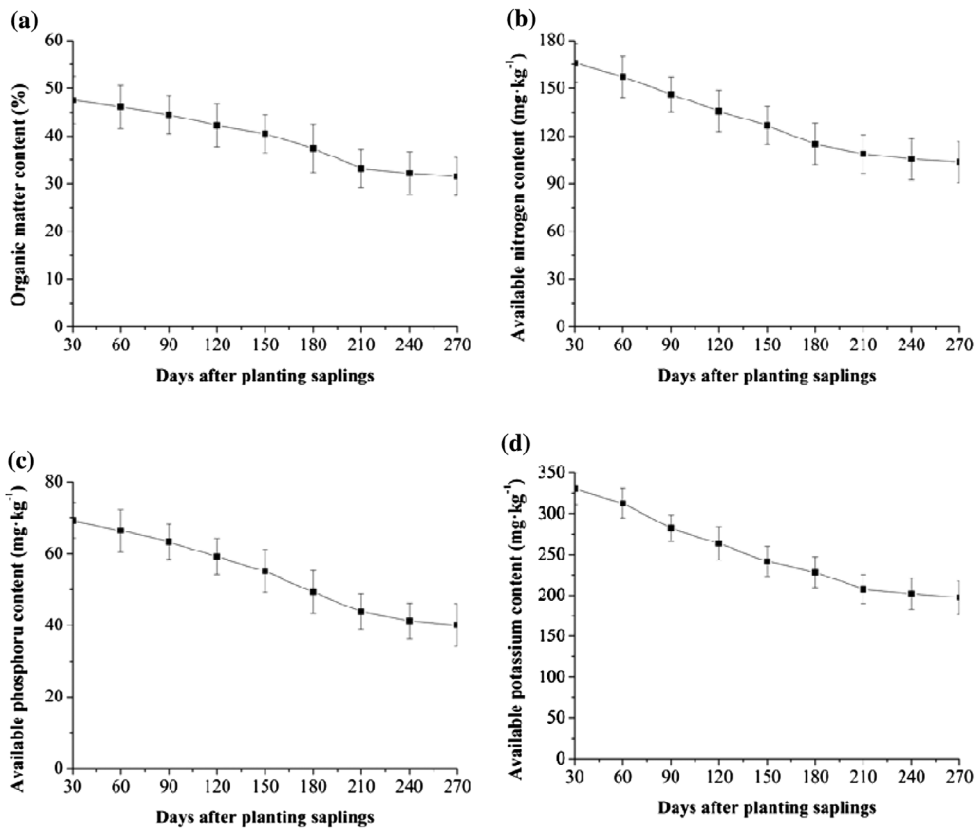 (a)
60
50
40
30
20
10
0
Organic matter content (%)
30 60 90 120 150 180 210 240 270
Days after planting saplings
(b)
180
150
120
90
60
30
0
Available nitrogen content (mg·kg⁻¹)
30 60 90 120 150 180 210 240 270
Days after planting saplings
(c)
80
60
40
20
0
Available phosphoru content (mg·kg⁻¹)
30 60 90 120 150 180 210 240 270
Days after planting saplings
(d)
350
300
250
200
150
100
50
0
Available potassium content (mg·kg⁻¹)
30 60 90 120 150 180 210 240 270
Days after planting saplings